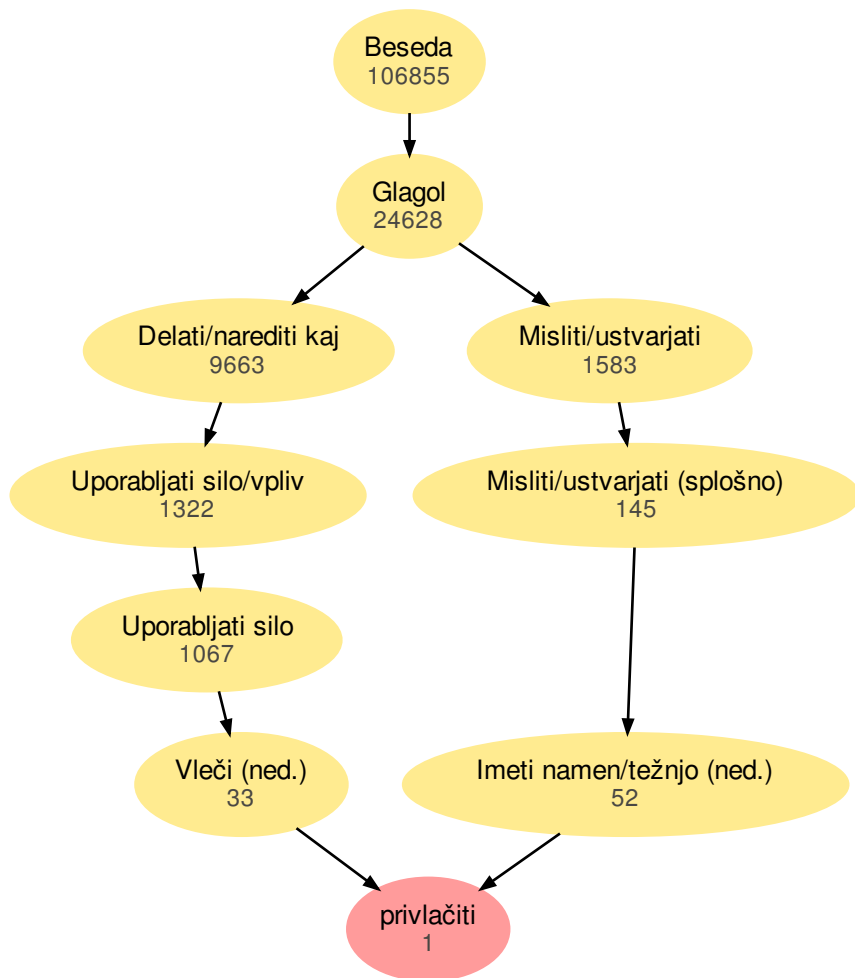 Beseda
106855
Glagol
24628
Delati/narediti kaj
9663
Misliti/ustvarjati
1583
Uporabljati silo/vpliv
1322
Misliti/ustvarjati (splošno)
145
Uporabljati silo
1067
Vleči (ned.)
33
Imeti namen/težnjo (ned.)
52
privlačiti
1